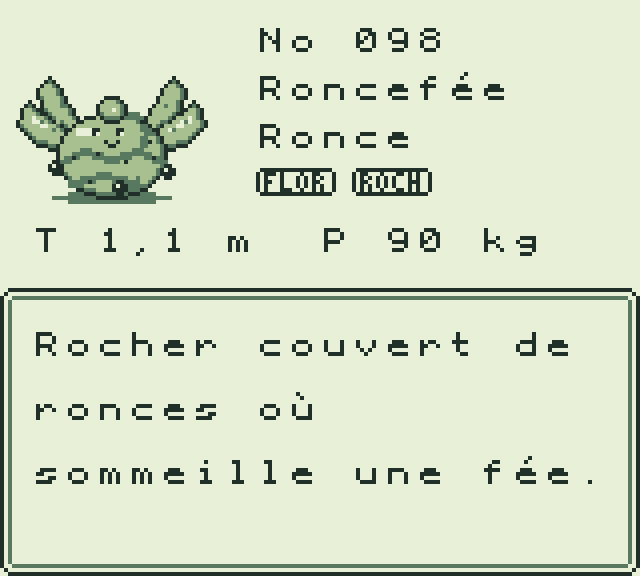 No 098
Roncefée
Ronce
FLOR ROCH
T 1,1 m P 90 kg
Rocher couvert de
ronces où
sommeille une fée.